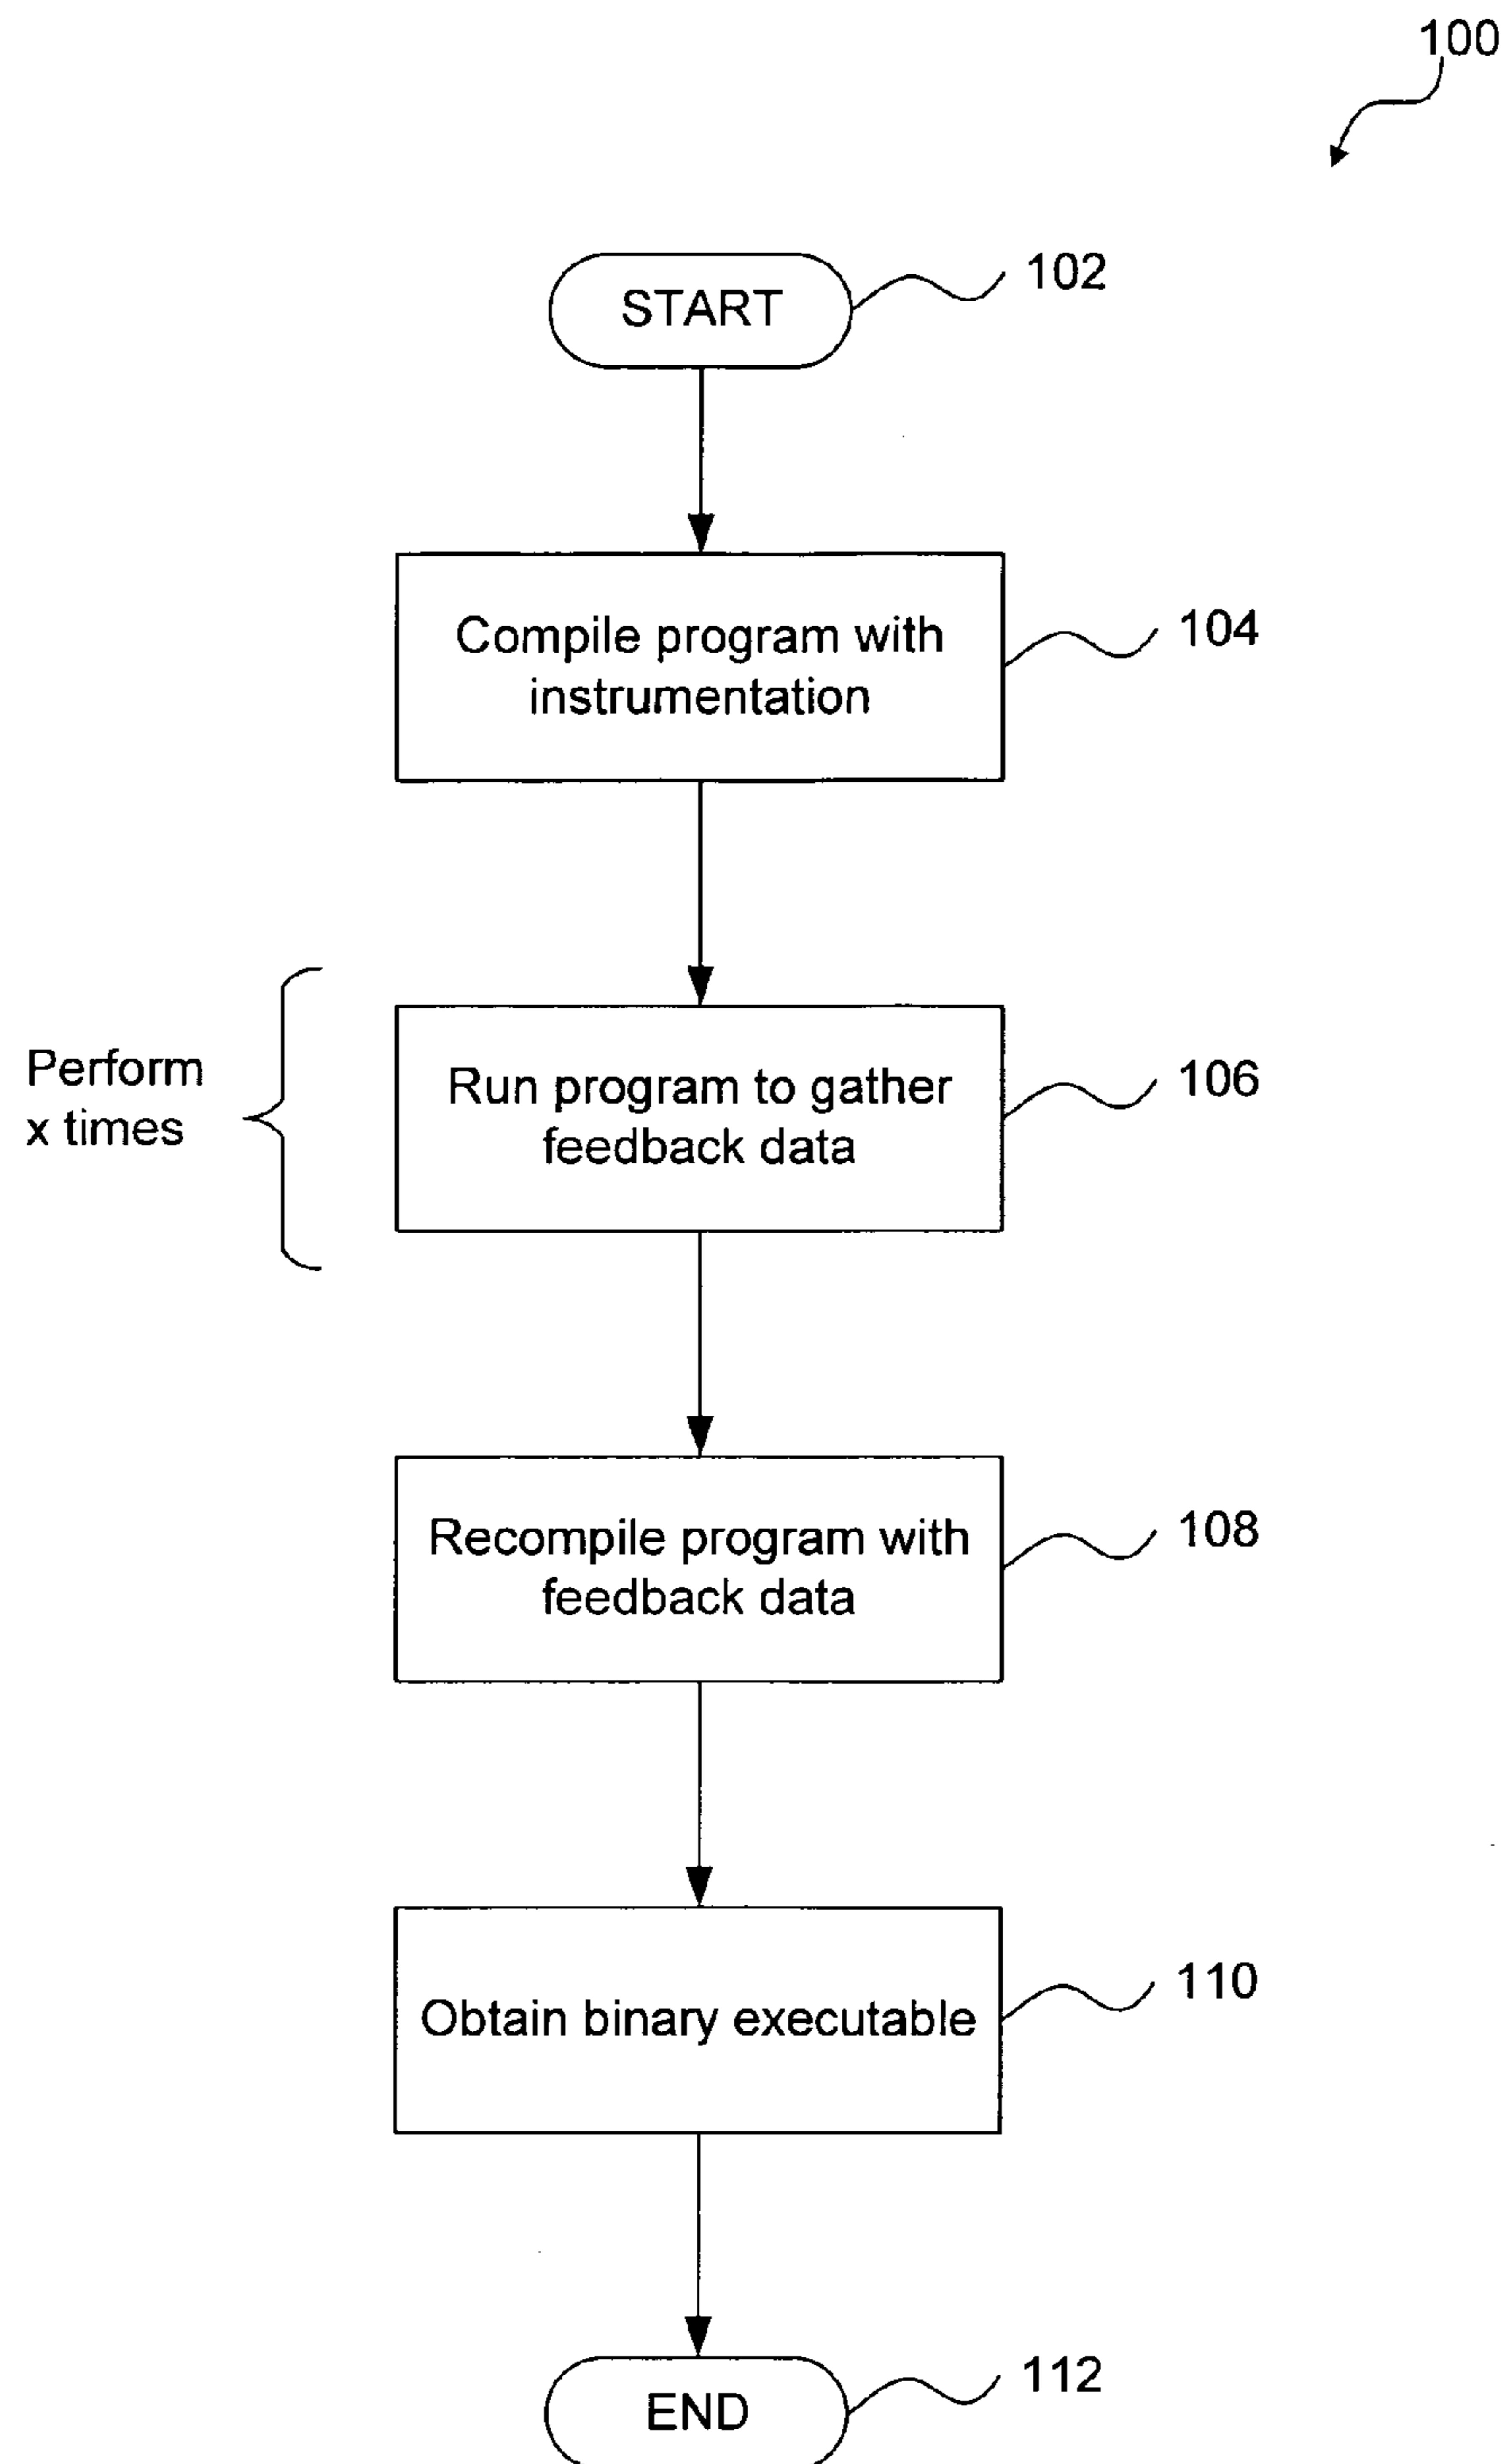 100
START
102
Compile program with
instrumentation
104
Perform
x times
Run program to gather
feedback data
106
Recompile program with
feedback data
108
Obtain binary executable
110
END
112